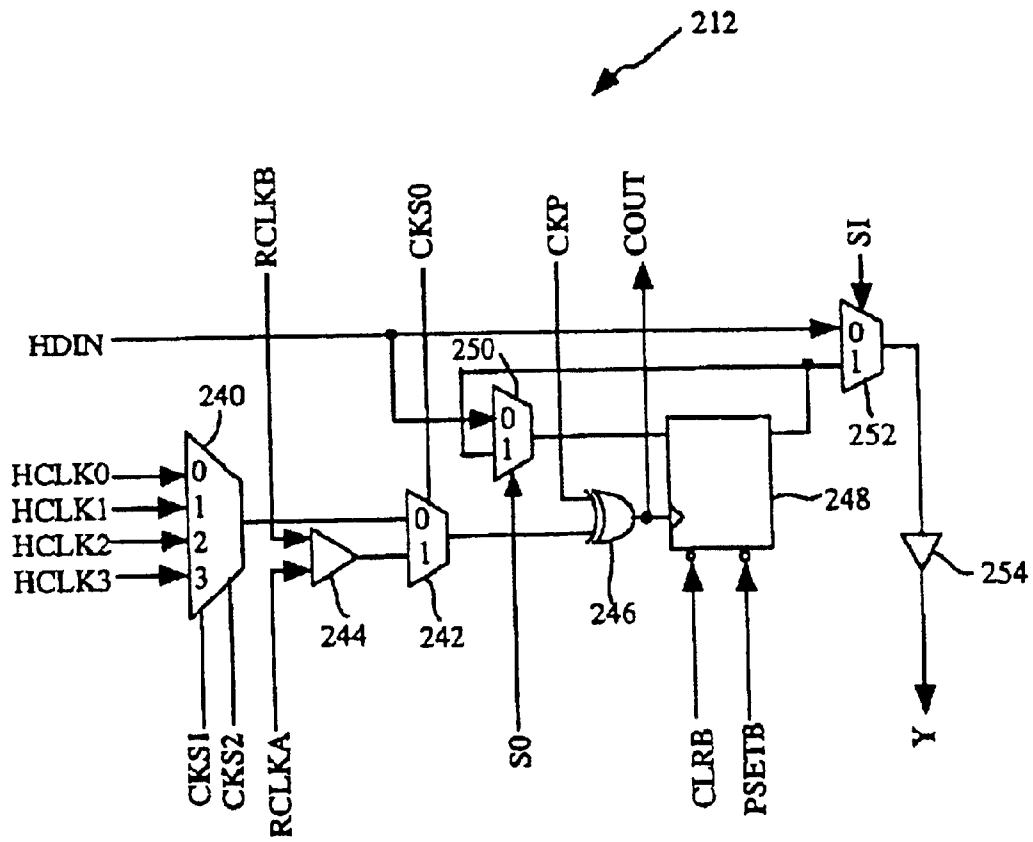 212
RCLKB
CKS0
CKP
COUT
SI
HDIN
250
0
1
240
0
1
252
HCLK0
HCLK1
HCLK2
HCLK3
0
1
2
3
0
1
248
244
242
246
254
CKS1
CKS2
RCLKA
S0
CLRB
PSETB
Y